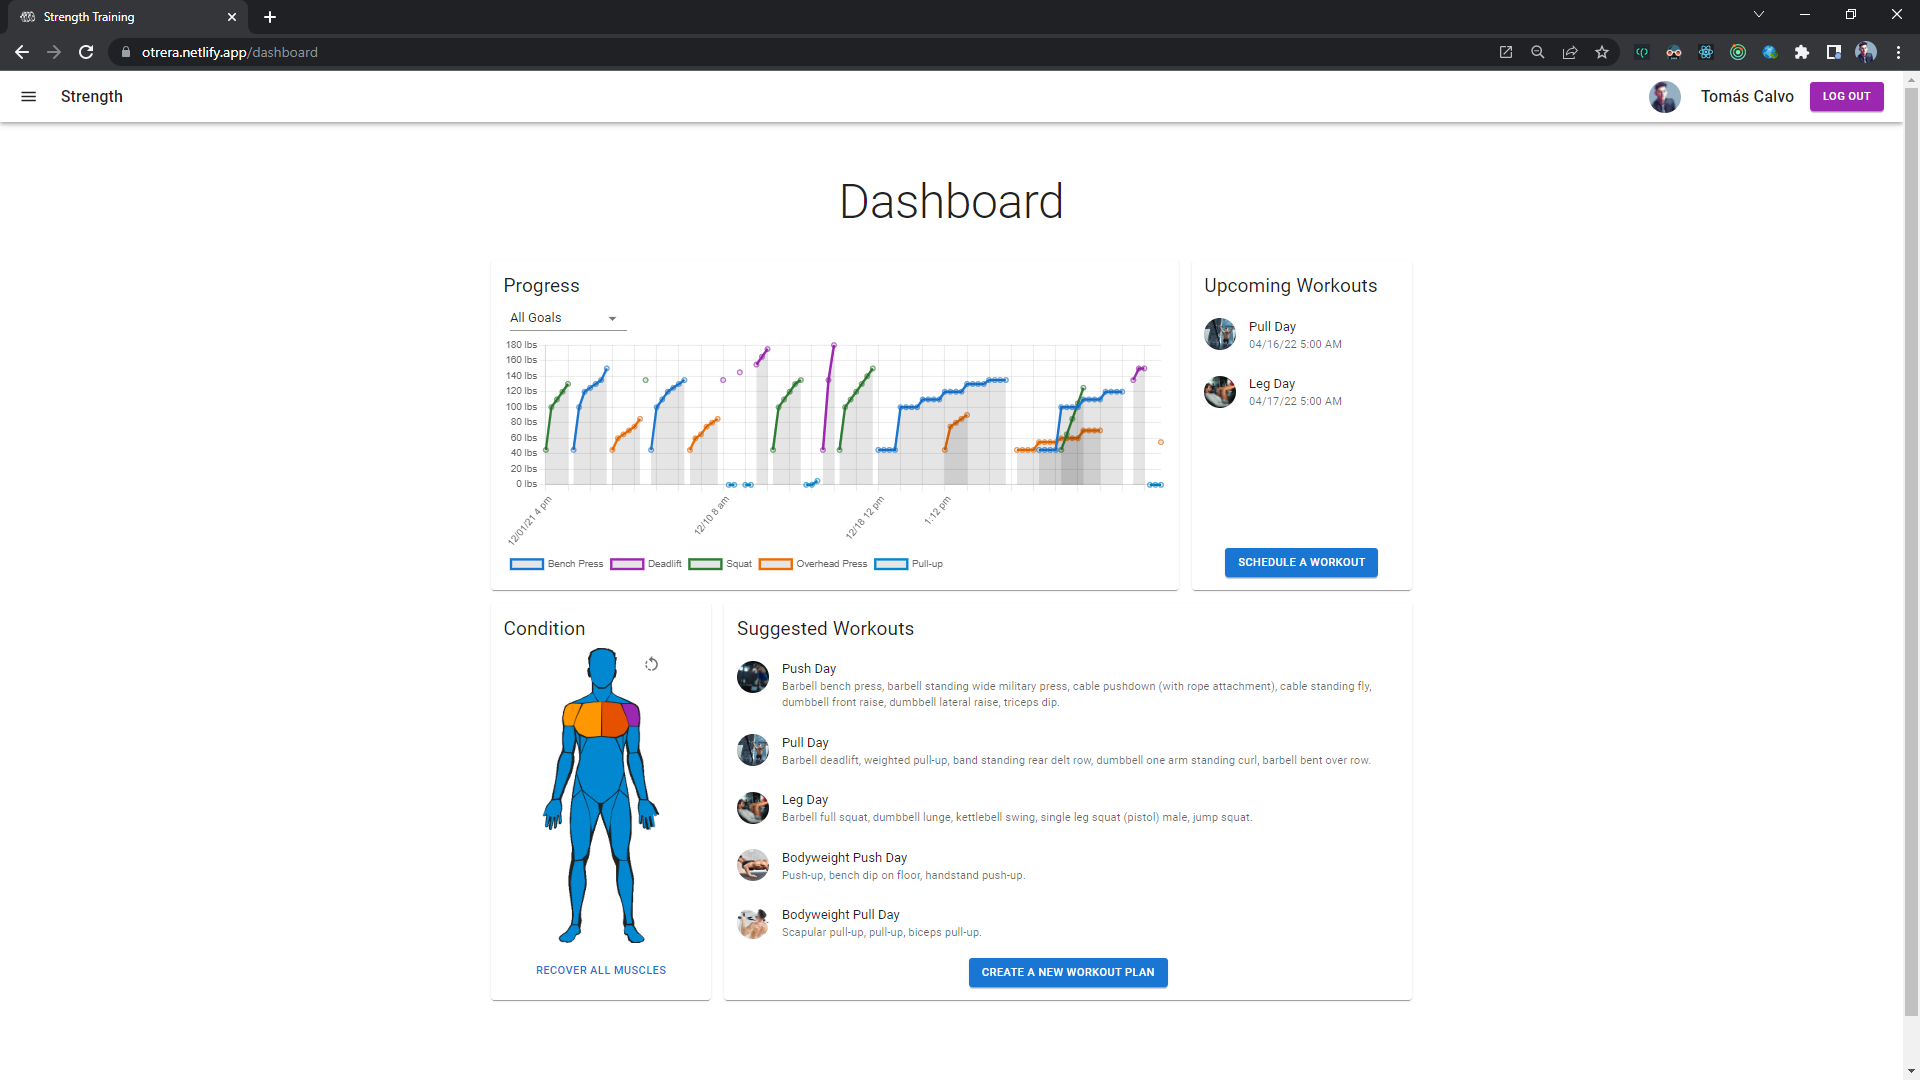 Strength Training
otrera.netlify.app/dashboard
Strength
Tomás Calvo
LOG OUT
Dashboard
Progress
All Goals
180 lbs
160 lbs
140 lbs
120 lbs
100 lbs
80 lbs
60 lbs
40 lbs
20 lbs
0 lbs
12/01/21 4 pm
12/10 8 am
12/18 12 pm
1:12 pm
Bench Press
Deadlift
Squat
Overhead Press
Pull-up
Upcoming Workouts
Pull Day
04/16/22 5:00 AM
Leg Day
04/17/22 5:00 AM
SCHEDULE A WORKOUT
Condition
RECOVER ALL MUSCLES
Suggested Workouts
Push Day
Barbell bench press, barbell standing wide military press, cable pushdown (with rope attachment), cable standing fly,
dumbbell front raise, dumbbell lateral raise, triceps dip.
Pull Day
Barbell deadlift, weighted pull-up, band standing rear delt row, dumbbell one arm standing curl, barbell bent over row.
Leg Day
Barbell full squat, dumbbell lunge, kettlebell swing, single leg squat (pistol) male, jump squat.
Bodyweight Push Day
Push-up, bench dip on floor, handstand push-up.
Bodyweight Pull Day
Scapular pull-up, pull-up, biceps pull-up.
CREATE A NEW WORKOUT PLAN